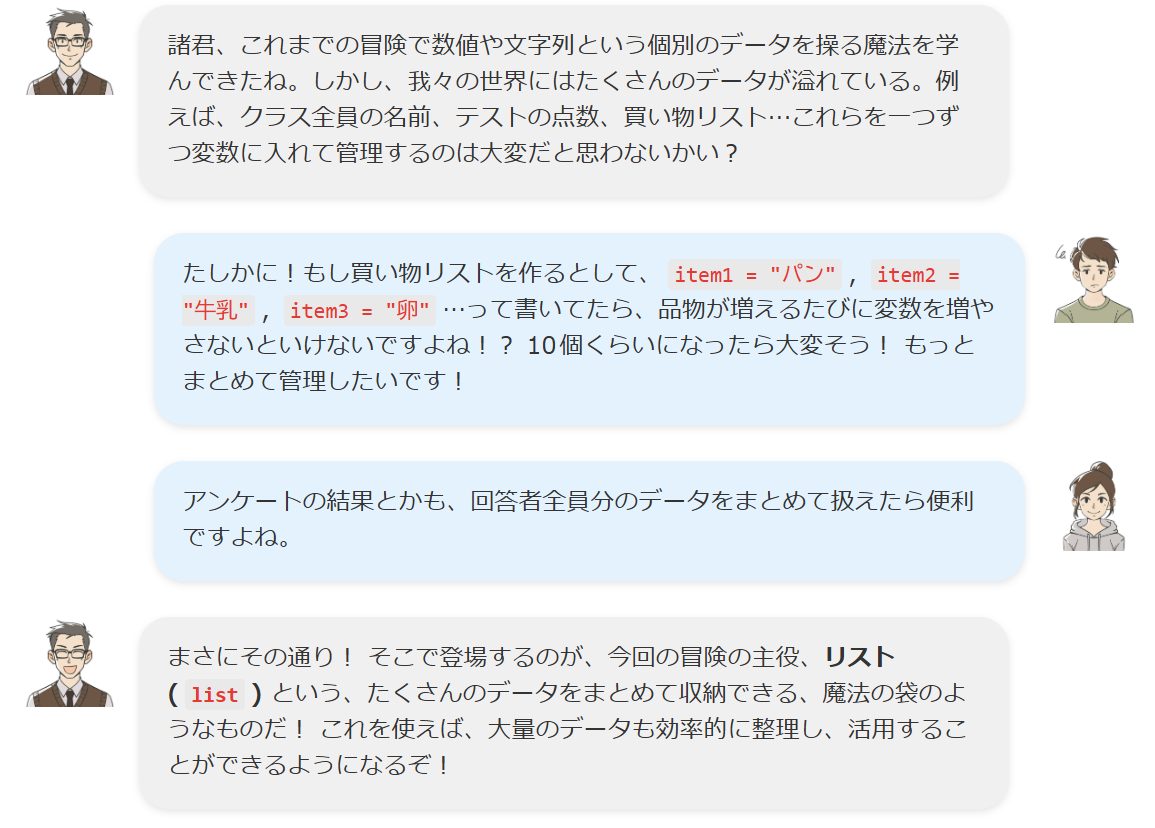 諸君、これまでの冒険で数値や文字列という個別のデータを操る魔法を学
んできたね。しかし、我々の世界にはたくさんのデータが溢れている。例
えば、クラス全員の名前、テストの点数、買い物リスト…これらを一つず
つ変数に入れて管理するのは大変だと思わないかい？
たしかに！もし買い物リストを作るとして、 item1 = "パン" , item2 =
"牛乳" , item3 = "卵" …って書いてたら、品物が増えるたびに変数を増や
さないといけないですよね！？ 10個くらいになったら大変そう！ もっと
まとめて管理したいです！
アンケートの結果とかも、回答者全員分のデータをまとめて扱えたら便利
ですよね。
まさにその通り！ そこで登場するのが、今回の冒険の主役、リスト
( list ) という、たくさんのデータをまとめて収納できる、魔法の袋のよ
うなものだ！ これを使えば、大量のデータも効率的に整理し、活用するこ
とができるようになるぞ！